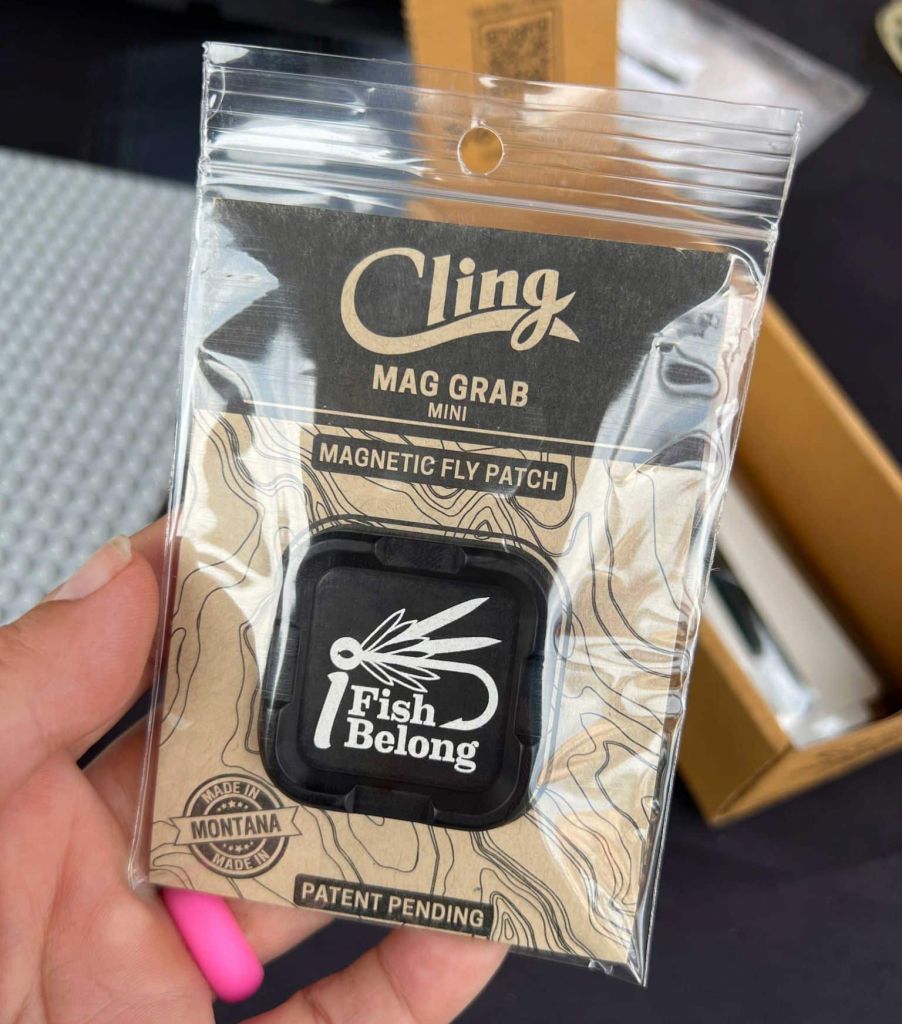 Cling
MAG GRAB
MINI
MAGNETIC FLY PATCH
i Fish
Belong
MADE IN
MONTANA
MADE IN
PATENT PENDING